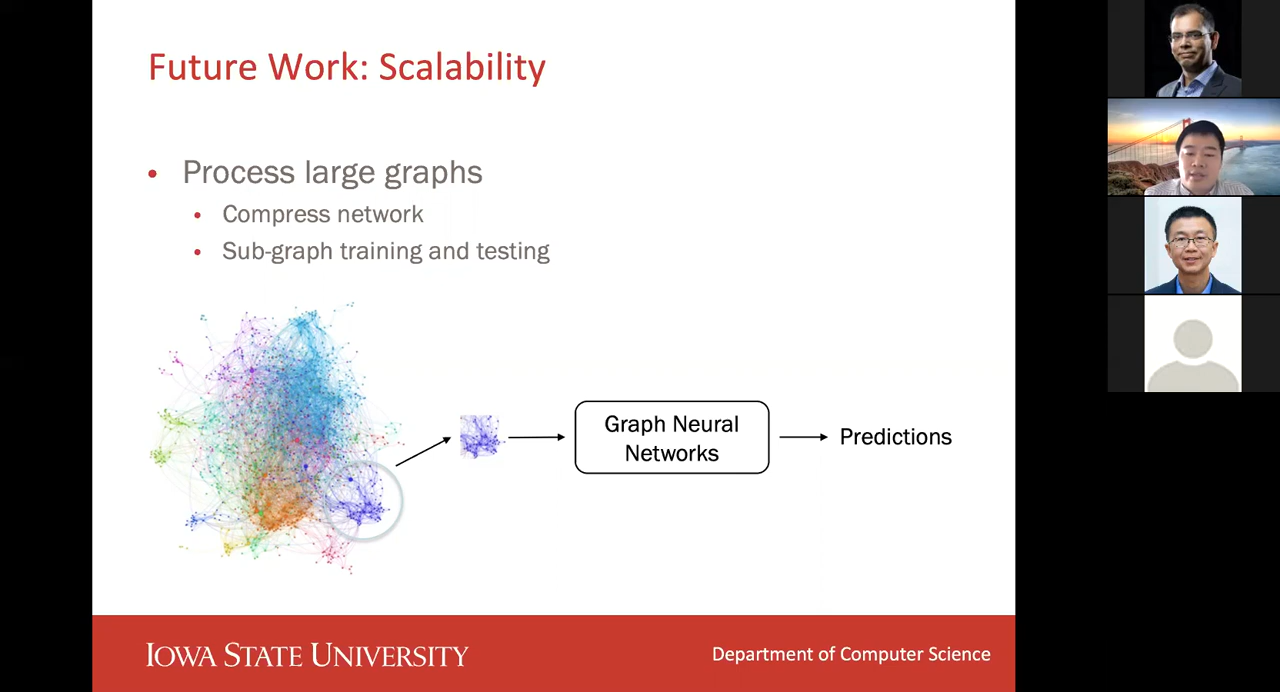 Future Work: Scalability
• Process large graphs
• Compress network
• Sub-graph training and testing
Graph Neural
Networks
Predictions
IOWA STATE UNIVERSITY
Department of Computer Science